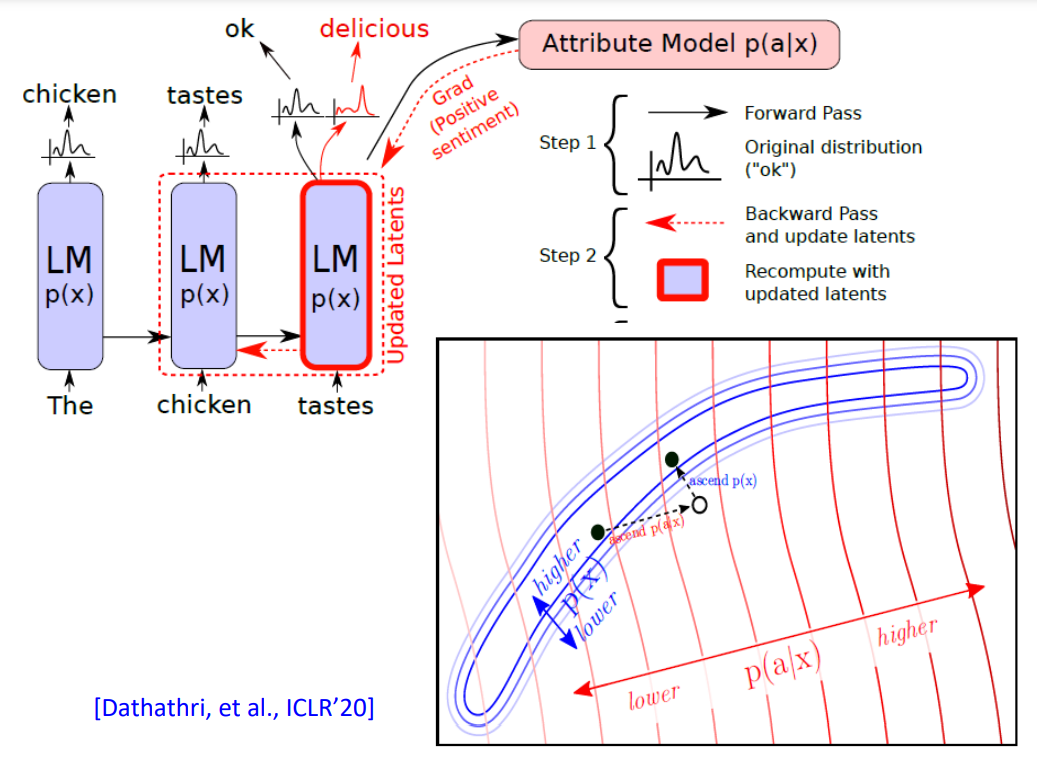 ok
delicious
Attribute Model p(a|x)
chicken
tastes
Grad
(Positive
sentiment)
Step 1
Forward Pass
Original distribution
("ok")
Step 2
Backward Pass
and update latents
Recompute with
updated latents
LM
p(x)
LM
p(x)
LM
p(x)
Updated Latents
The
chicken
tastes
ascend p(x)
ascend p(a|x)
higher
p(x)
lower
higher
p(a|x)
lower
[Dathathri, et al., ICLR’20]